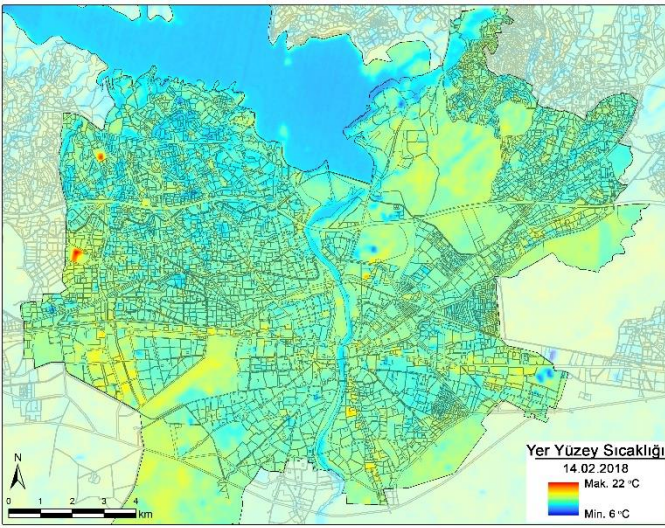 Yer Yüzey Sıcaklığı
14.02.2018
Mak. 22 °C
Min. 6 °C
N
0 1 2 3 4
km